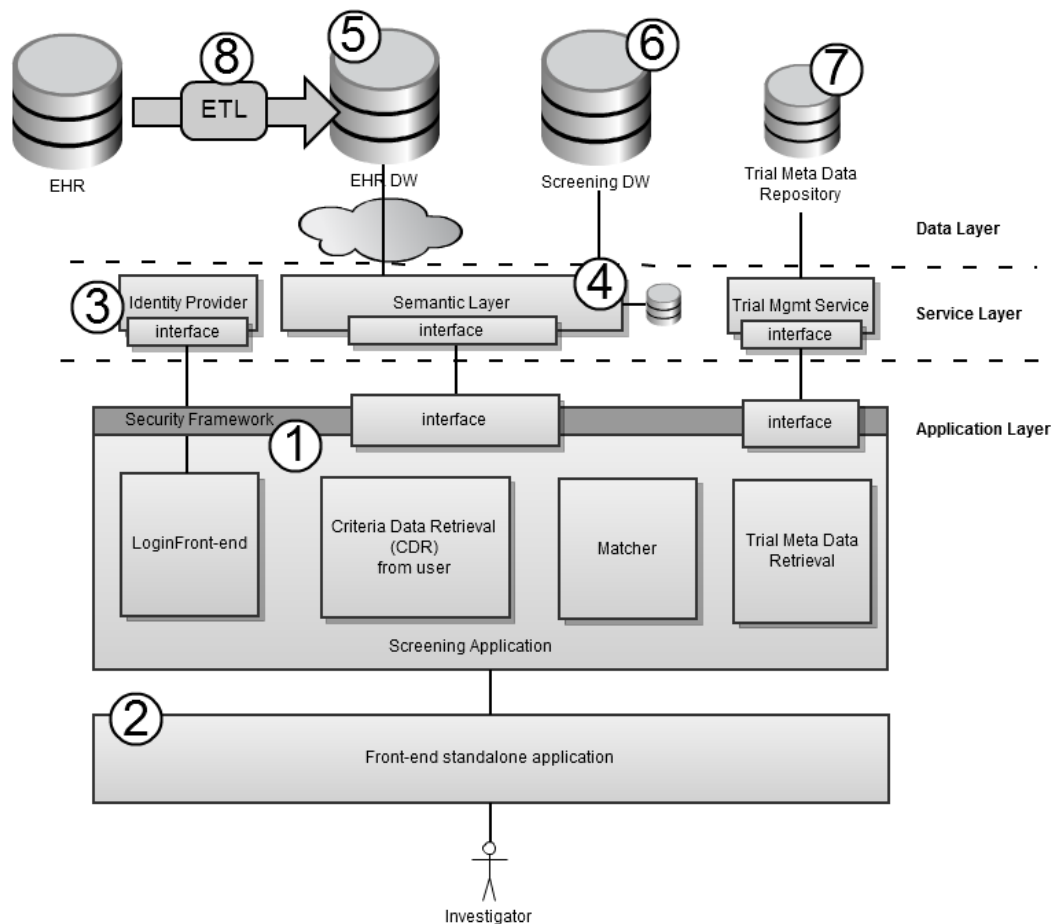 5
6
7
8
ETL
EHR
EHR DW
Screening DW
Trial Meta Data
Repository
Data Layer
3
Identity Provider
interface
Semantic Layer
interface
4
Trial Mgmt Service
interface
Service Layer
Security Framework
1
interface
interface
Application Layer
LoginFront-end
Criteria Data Retrieval
(CDR)
from user
Matcher
Trial Meta Data
Retrieval
Screening Application
2
Front-end standalone application
Investigator